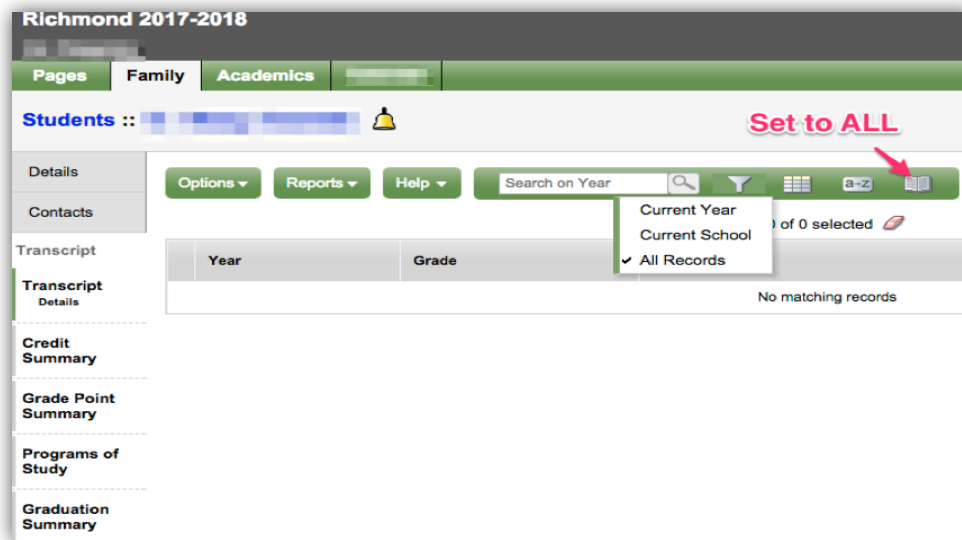 Richmond 2017-2018
Pages Family Academics
Students ::
Set to ALL
Details
Contacts
Transcript
Transcript
Details
Credit
Summary
Grade Point
Summary
Programs of
Study
Graduation
Summary
Options Reports Help Search on Year a-z
Current Year
Current School
All Records
of 0 selected
Year Grade
No matching records